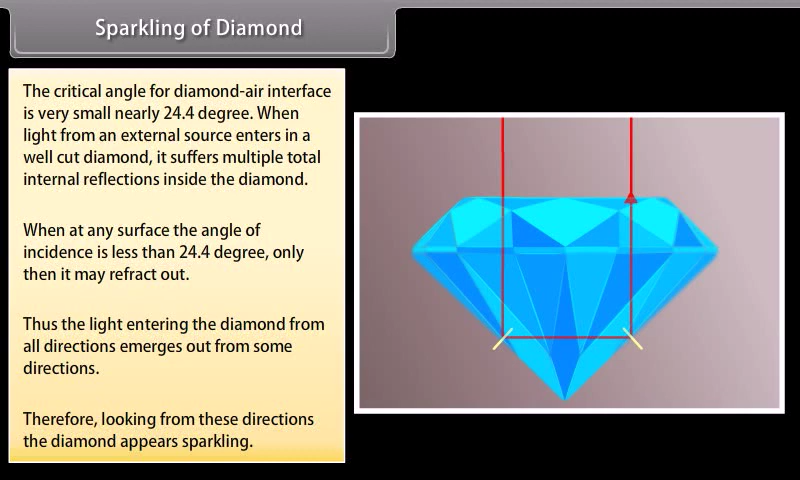 Sparkling of Diamond
The critical angle for diamond-air interface
is very small nearly 24.4 degree. When
light from an external source enters in a
well cut diamond, it suffers multiple total
internal reflections inside the diamond.
When at any surface the angle of
incidence is less than 24.4 degree, only
then it may refract out.
Thus the light entering the diamond from
all directions emerges out from some
directions.
Therefore, looking from these directions
the diamond appears sparkling.